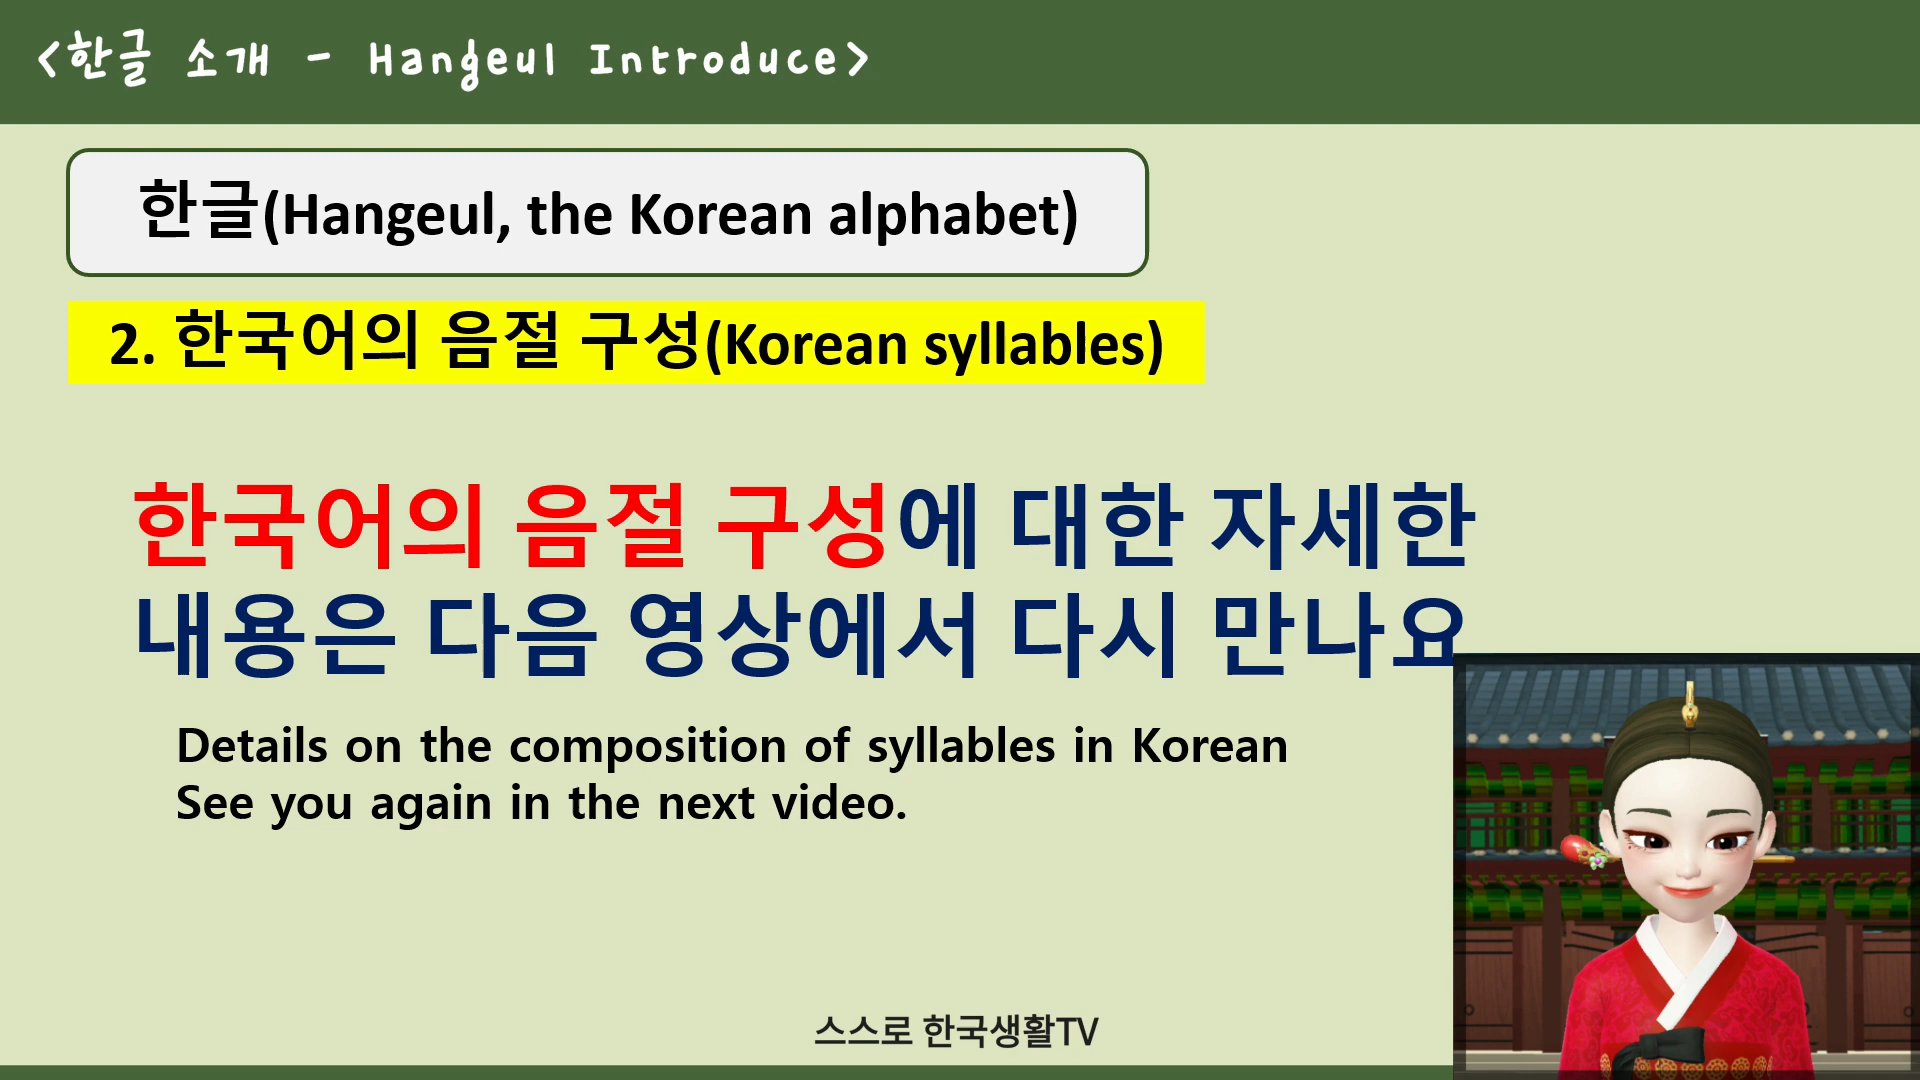 <한글 소개 - Hangeul Introduce>
한글(Hangeul, the Korean alphabet)
2. 한국어의 음절 구성(Korean syllables)
한국어의 음절 구성에 대한 자세한
내용은 다음 영상에서 다시 만나요
Details on the composition of syllables in Korean
See you again in the next video.
스스로 한국생활TV